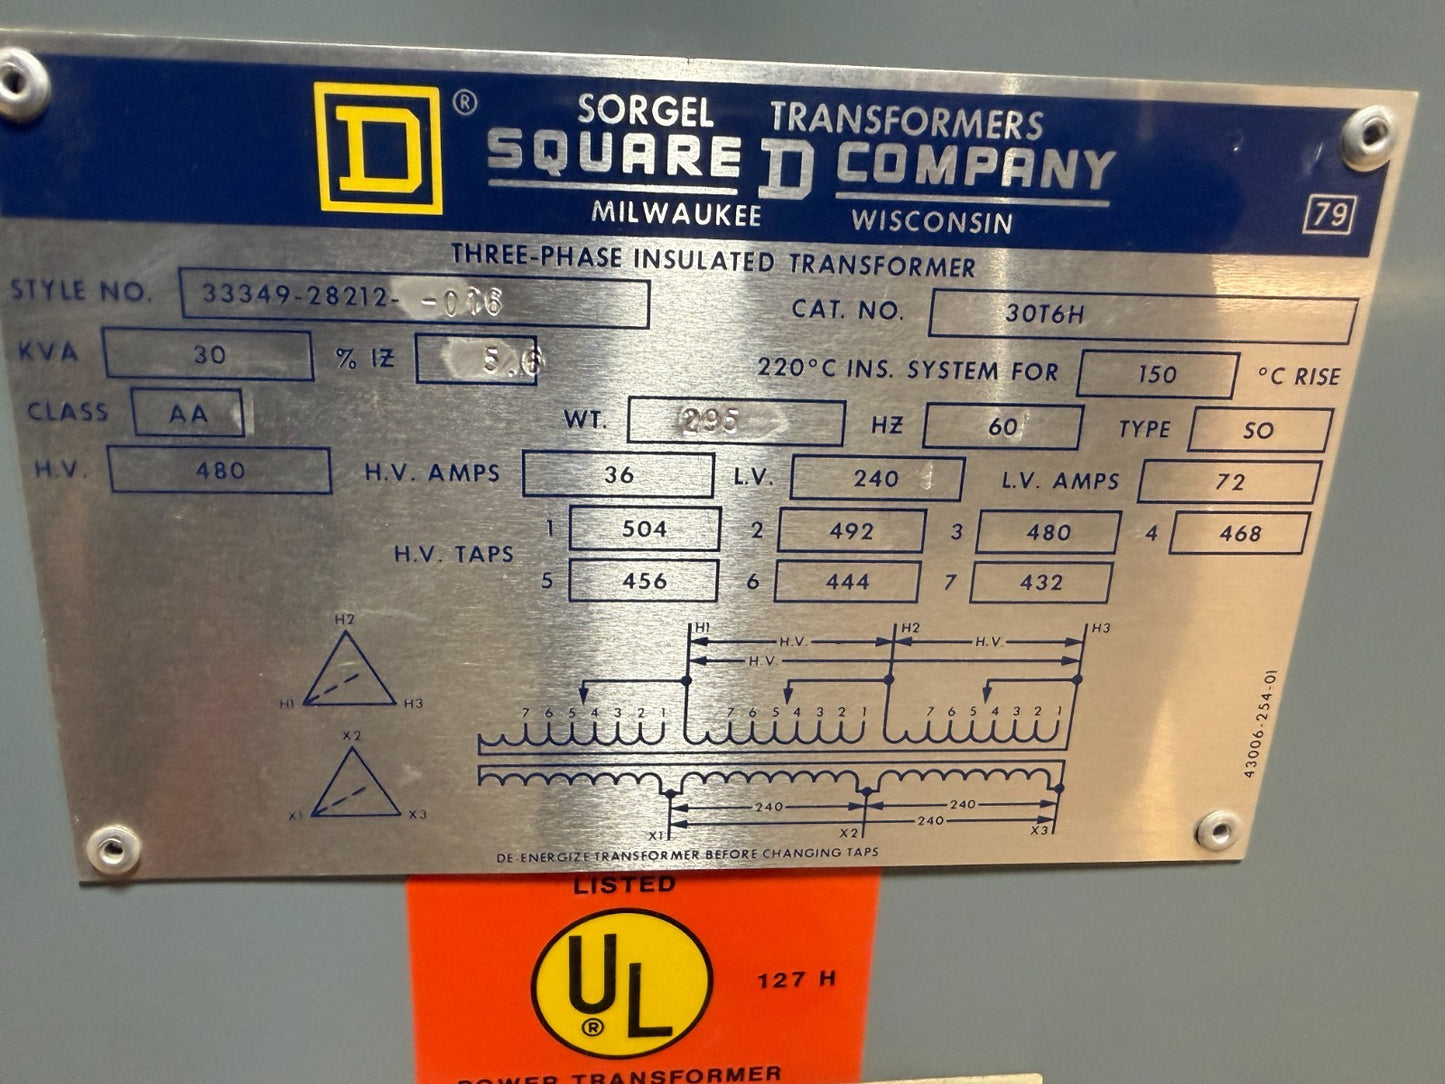 D ® SORGEL TRANSFORMERS
SQUARE D COMPANY
MILWAUKEE WISCONSIN
79
THREE-PHASE INSULATED TRANSFORMER
STYLE NO. 33349-28212- -006 CAT. NO. 30T6H
KVA 30 % IZ 5.6 220°C INS. SYSTEM FOR 150 °C RISE
CLASS AA WT. 295 HZ 60 TYPE SO
H.V. 480 H.V. AMPS 36 L.V. 240 L.V. AMPS 72
H.V. TAPS
1 504 2 492 3 480 4 468
5 456 6 444 7 432
H2
H1 H3
X2
X1 X3
H1 H2 H3
H.V. H.V.
H.V.
7 6 5 4 3 2 1 7 6 5 4 3 2 1 7 6 5 4 3 2 1
240 240
240
X1 X2 X3
43006-254-01
DE-ENERGIZE TRANSFORMER BEFORE CHANGING TAPS
LISTED
UL ®
127 H
POWER TRANSFORMER